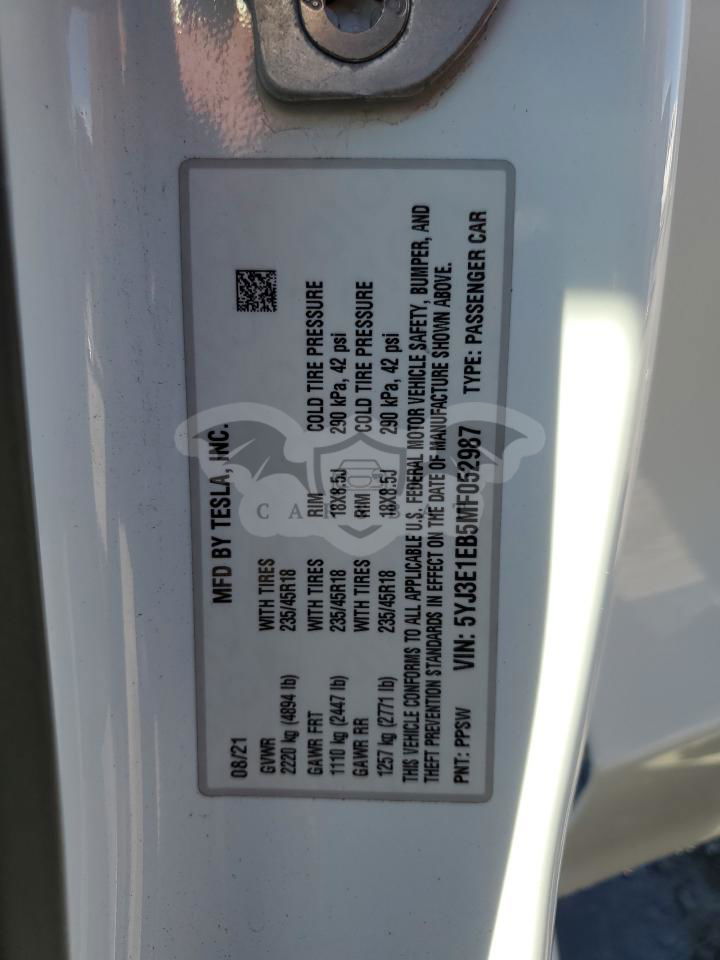 08/21 MFD BY TESLA, INC.
GVWR WITH TIRES
2220 kg (4894 lb) 235/45R18
GAWR FRT WITH TIRES RIM COLD TIRE PRESSURE
1110 kg (2447 lb) 235/45R18 18X8.5J 290 kPa, 42 psi
GAWR RR WITH TIRES RIM COLD TIRE PRESSURE
1257 kg (2771 lb) 235/45R18 18X8.5J 290 kPa, 42 psi
THIS VEHICLE CONFORMS TO ALL APPLICABLE U.S. FEDERAL MOTOR VEHICLE SAFETY, BUMPER, AND
THEFT PREVENTION STANDARDS IN EFFECT ON THE DATE OF MANUFACTURE SHOWN ABOVE.
PNT: PPSW VIN: 5YJ3E1EB5MF052987 TYPE: PASSENGER CAR